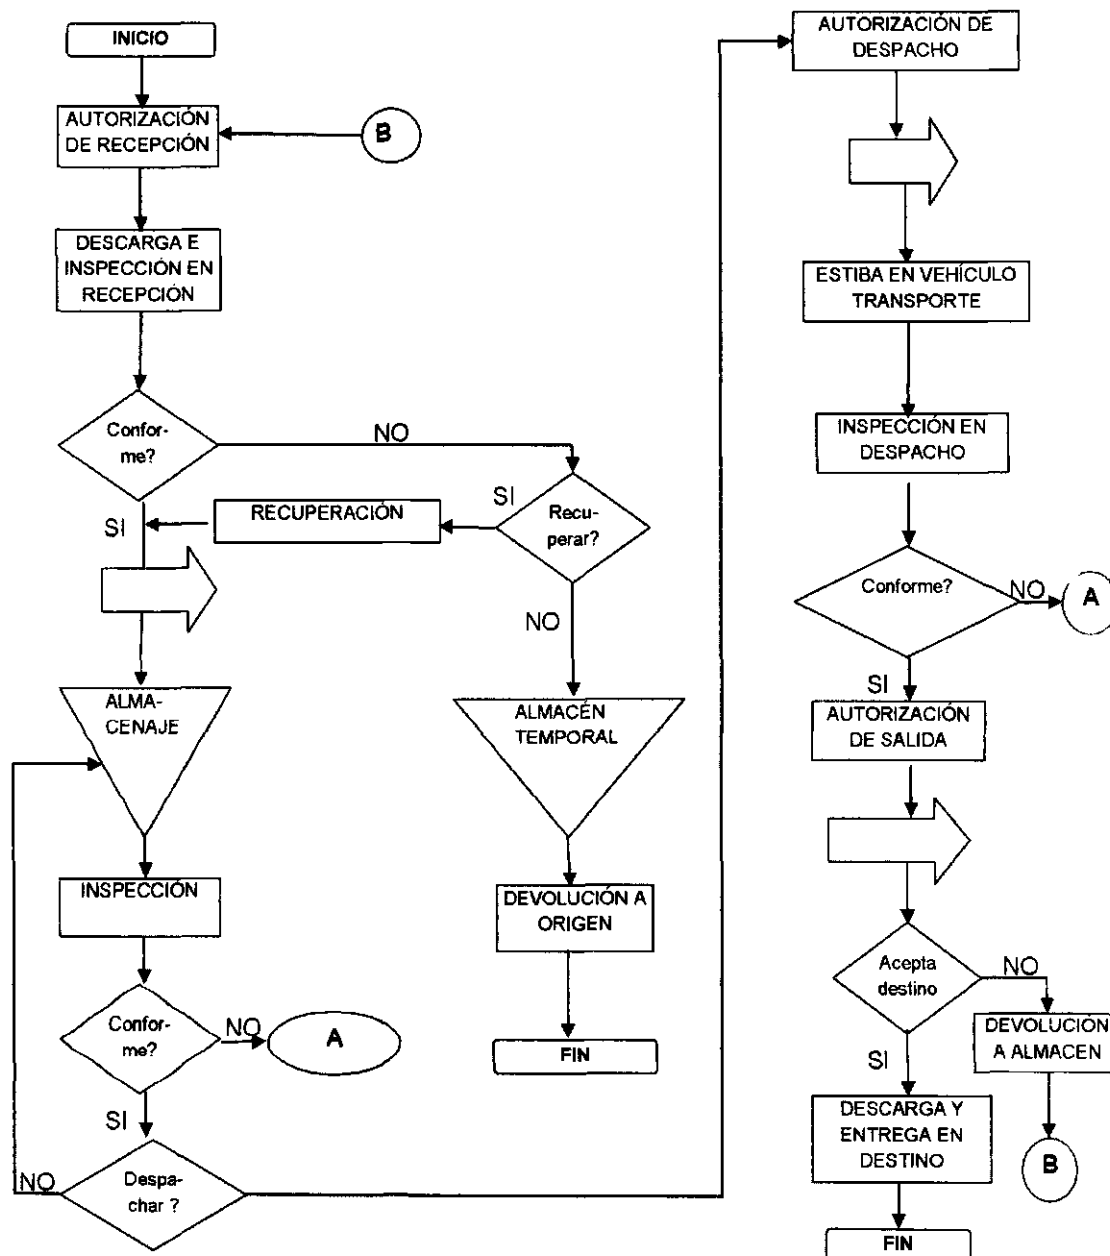 INICIO
AUTORIZACIÓN
DE RECEPCIÓN
B
DESCARGA E
INSPECCIÓN EN
RECEPCIÓN
Confor-
me?
NO
SI
RECUPERACIÓN
SI
Recu-
perar?
NO
ALMA-
CENAJE
ALMACÉN
TEMPORAL
INSPECCIÓN
DEVOLUCIÓN A
ORIGEN
Confor-
me?
NO
A
FIN
SI
NO
Despa-
char ?
AUTORIZACIÓN DE
DESPACHO
ESTIBA EN VEHÍCULO
TRANSPORTE
INSPECCIÓN EN
DESPACHO
Conforme?
NO
A
SI
AUTORIZACIÓN
DE SALIDA
Acepta
destino
NO
DEVOLUCIÓN
A ALMACEN
SI
DESCARGA Y
ENTREGA EN
DESTINO
B
FIN